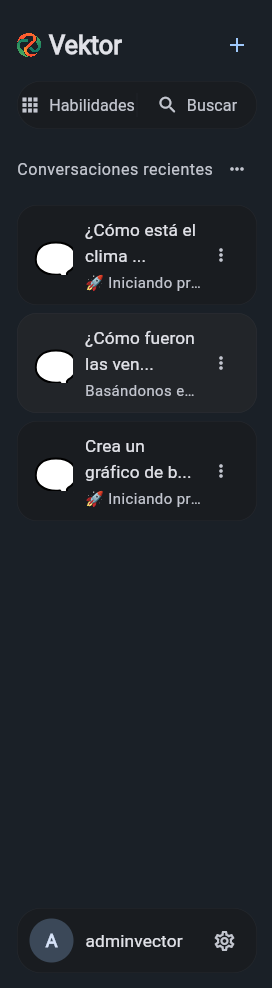 Vektor
Habilidades Buscar
Conversaciones recientes
¿Cómo está el
clima ...
🚀 Iniciando pr...
¿Cómo fueron
las ven...
Basándonos e...
Crea un
gráfico de b...
🚀 Iniciando pr...
A adminvector